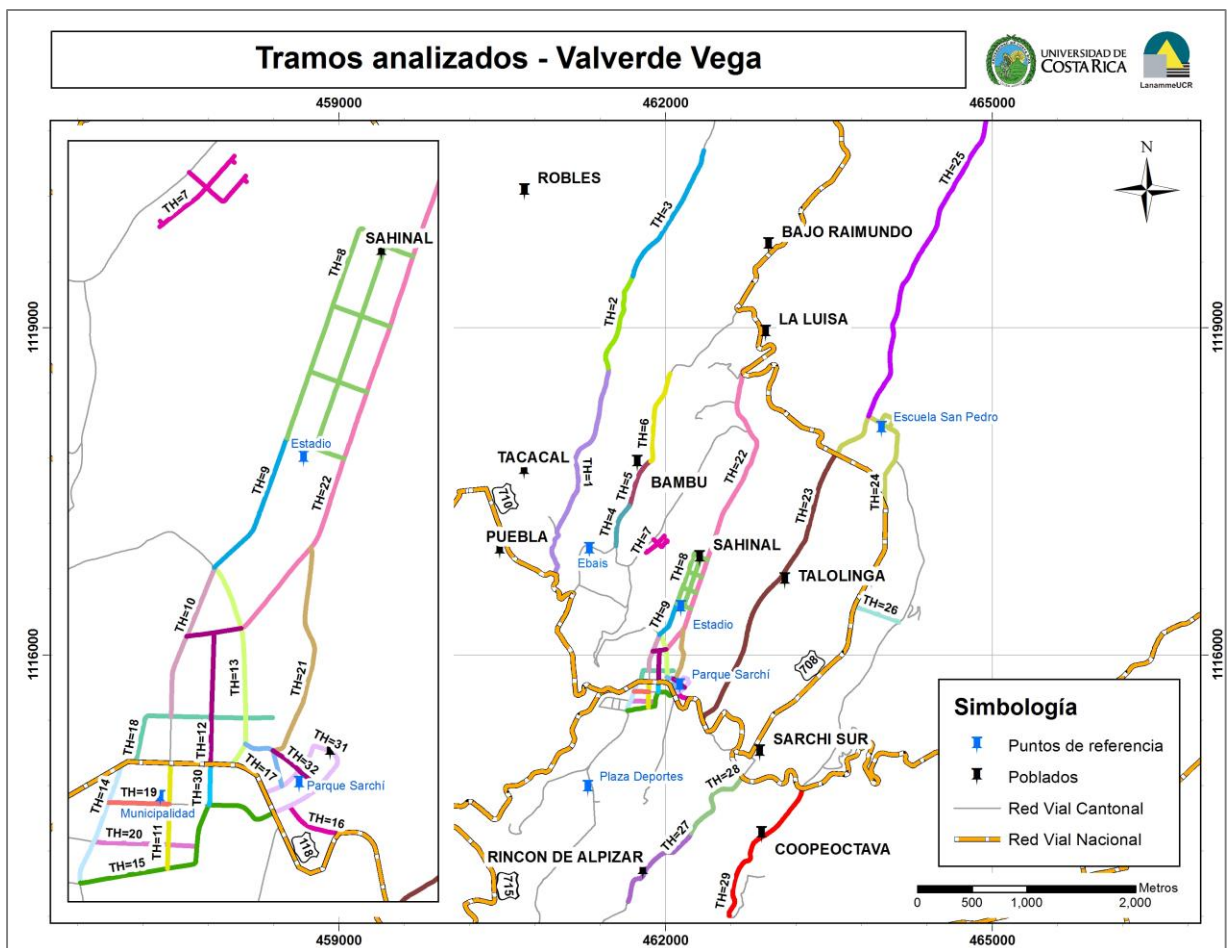 Tramos analizados - Valverde Vega
UNIVERSIDAD DE
COSTA RICA
LanammeUCR
459000
462000
465000
1119000
1116000
TH=7
SAHINAL
TH=8
Estadio
TH=9
TH=22
TH=10
TH=13
TH=21
TH=18
TH=12
TH=31
TH=32
TH=17
TH=14
TH=19
TH=30
Parque Sarchí
Municipalidad
TH=16
TH=20
TH=11
118
TH=15
ROBLES
TH=3
TH=25
N
BAJO RAIMUNDO
TH=2
LA LUISA
Escuela San Pedro
TH=6
TACACAL
TH=1
TH=5
BAMBU
TH=22
TH=23
TH=24
710
TH=4
PUEBLA
TH=7
SAHINAL
Ebais
TH=8
TALOLINGA
TH=26
TH=9
Estadio
708
Parque Sarchí
SARCHI SUR
Plaza Deportes
TH=28
TH=27
RINCON DE ALPIZAR
COOPEOCTAVA
715
TH=29
Simbología
Puntos de referencia
Poblados
Red Vial Cantonal
Red Vial Nacional
Metros
0 500 1,000 2,000
1119000
1116000
459000
462000
465000